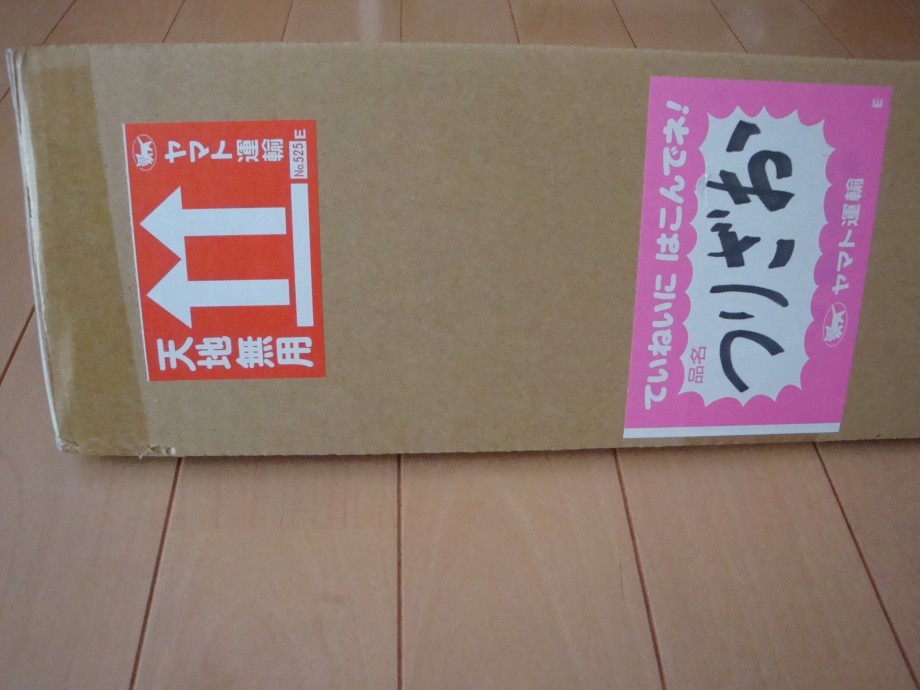 ヤマト運輸
No.525 E
天地無用
ていねいに はこんでネ!
品名
つりざお
ヤマト運輸
E